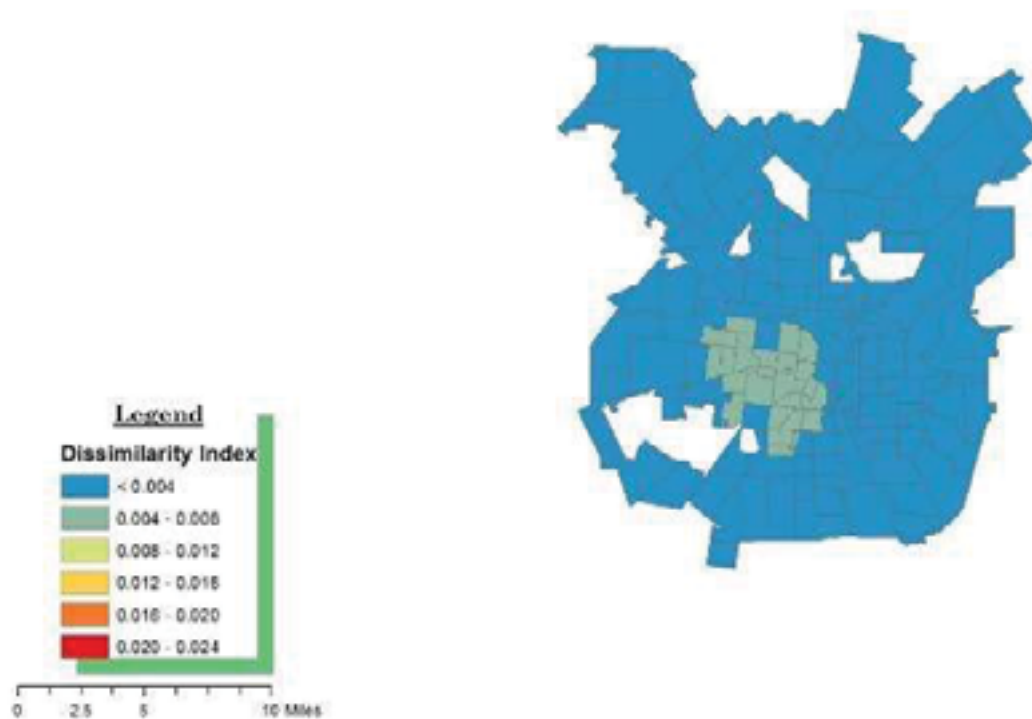 Legend
Dissimilarity Index
< 0.004
0.004 - 0.008
0.008 - 0.012
0.012 - 0.016
0.016 - 0.020
0.020 - 0.024
0 2.5 5 10 Miles